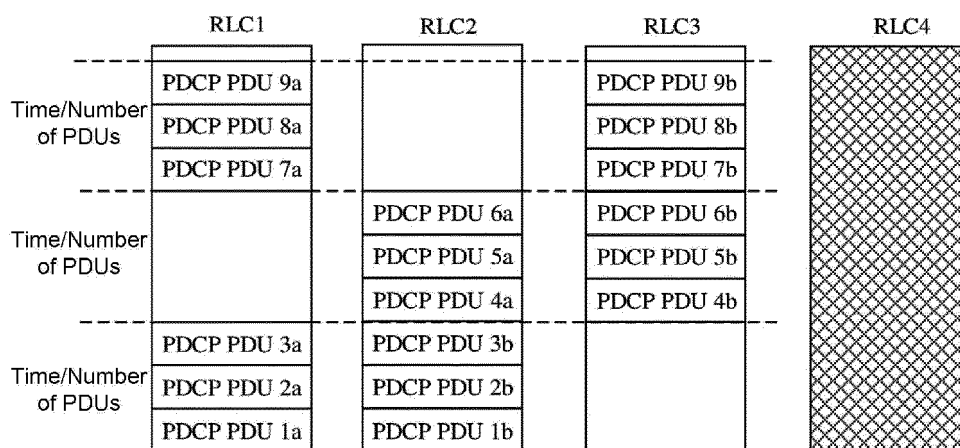 RLC1 RLC2 RLC3 RLC4
PDCP PDU 9a PDCP PDU 9b
Time/Number
of PDUs
PDCP PDU 8a PDCP PDU 8b
PDCP PDU 7a PDCP PDU 7b
PDCP PDU 6a PDCP PDU 6b
Time/Number
of PDUs
PDCP PDU 5a PDCP PDU 5b
PDCP PDU 4a PDCP PDU 4b
PDCP PDU 3a PDCP PDU 3b
Time/Number
of PDUs
PDCP PDU 2a PDCP PDU 2b
PDCP PDU 1a PDCP PDU 1b